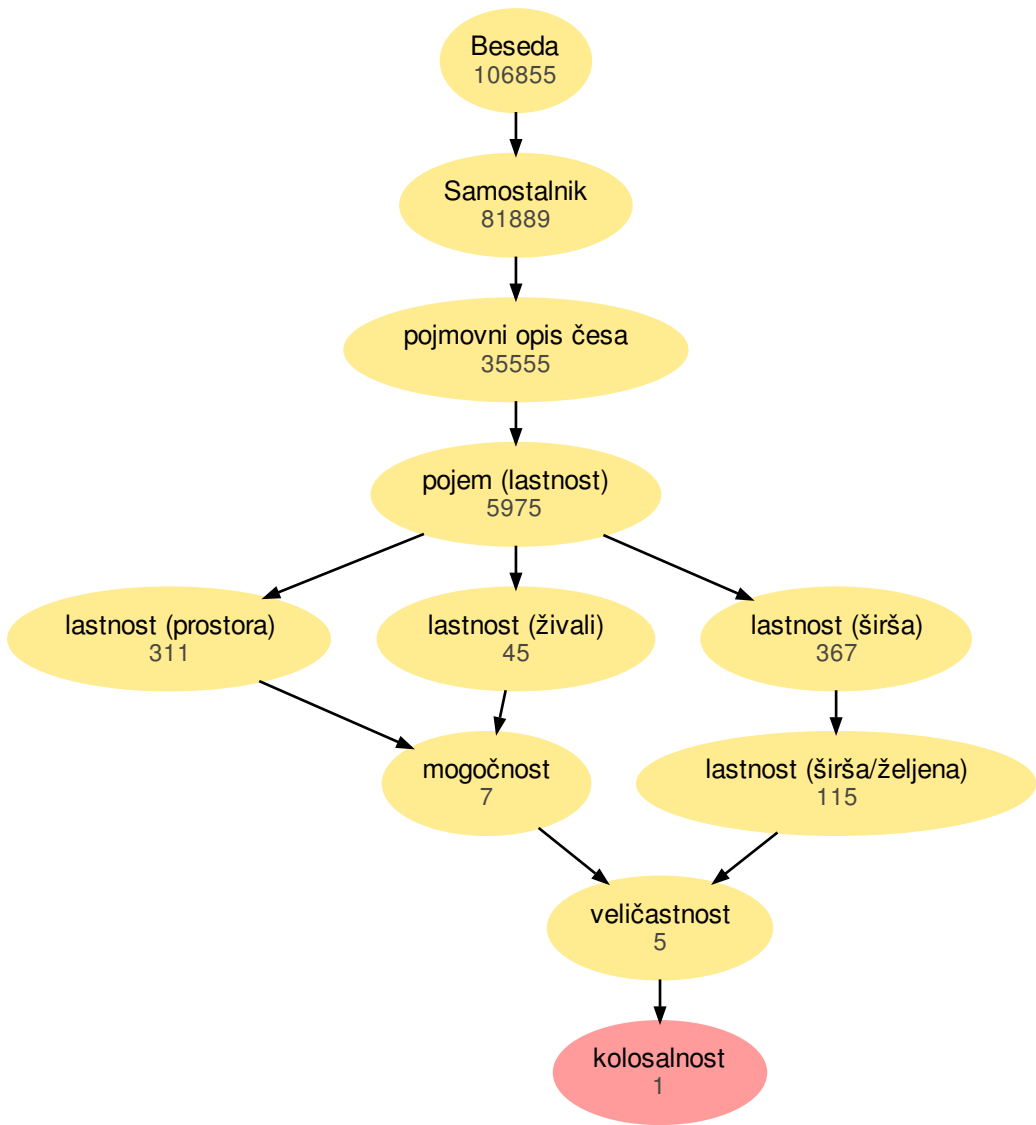 Beseda
106855
Samostalnik
81889
pojmovni opis česa
35555
pojem (lastnost)
5975
lastnost (prostora)
311
lastnost (živali)
45
lastnost (širša)
367
mogočnost
7
lastnost (širša/željena)
115
veličastnost
5
kolosalnost
1